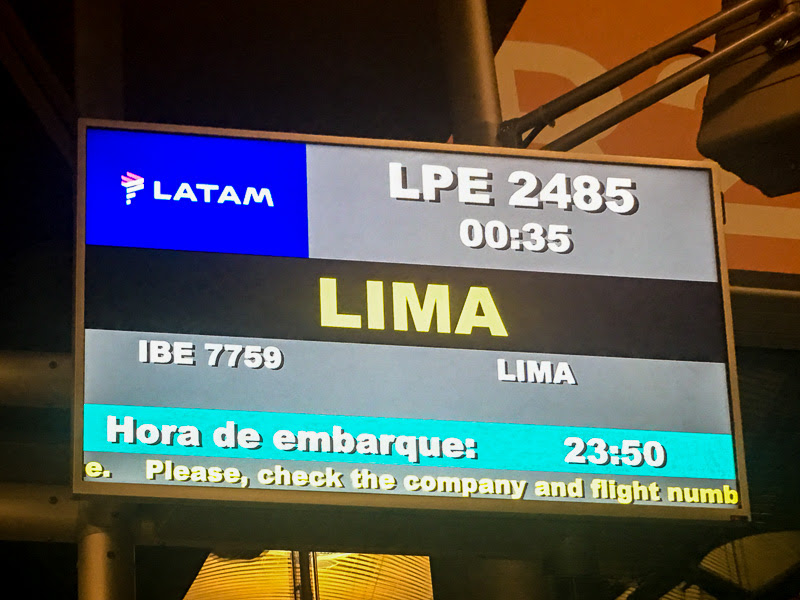 LATAM
LPE 2485
00:35
LIMA
IBE 7759 LIMA
Hora de embarque: 23:50
e. Please, check the company and flight numb